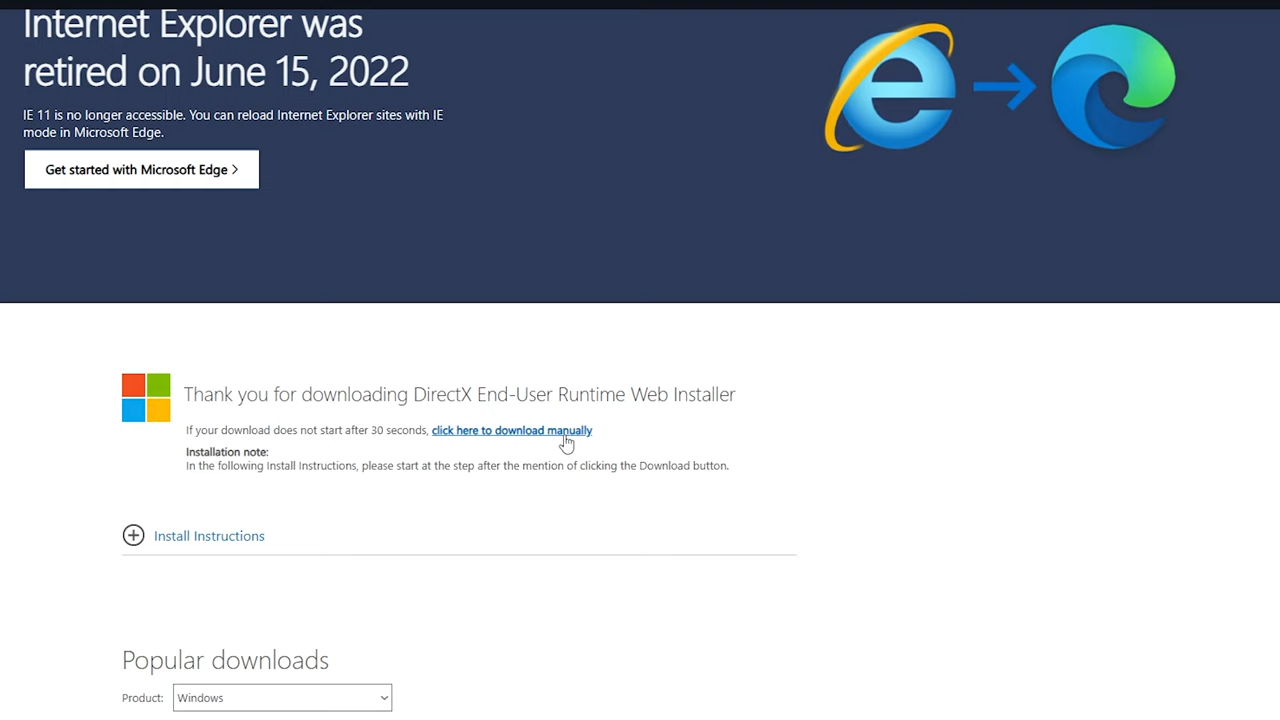 Internet Explorer was
retired on June 15, 2022
IE 11 is no longer accessible. You can reload Internet Explorer sites with IE
mode in Microsoft Edge.
Get started with Microsoft Edge >
Thank you for downloading DirectX End-User Runtime Web Installer
If your download does not start after 30 seconds, click here to download manually
Installation note:
In the following Install Instructions, please start at the step after the mention of clicking the Download button.
Install Instructions
Popular downloads
Product: Windows